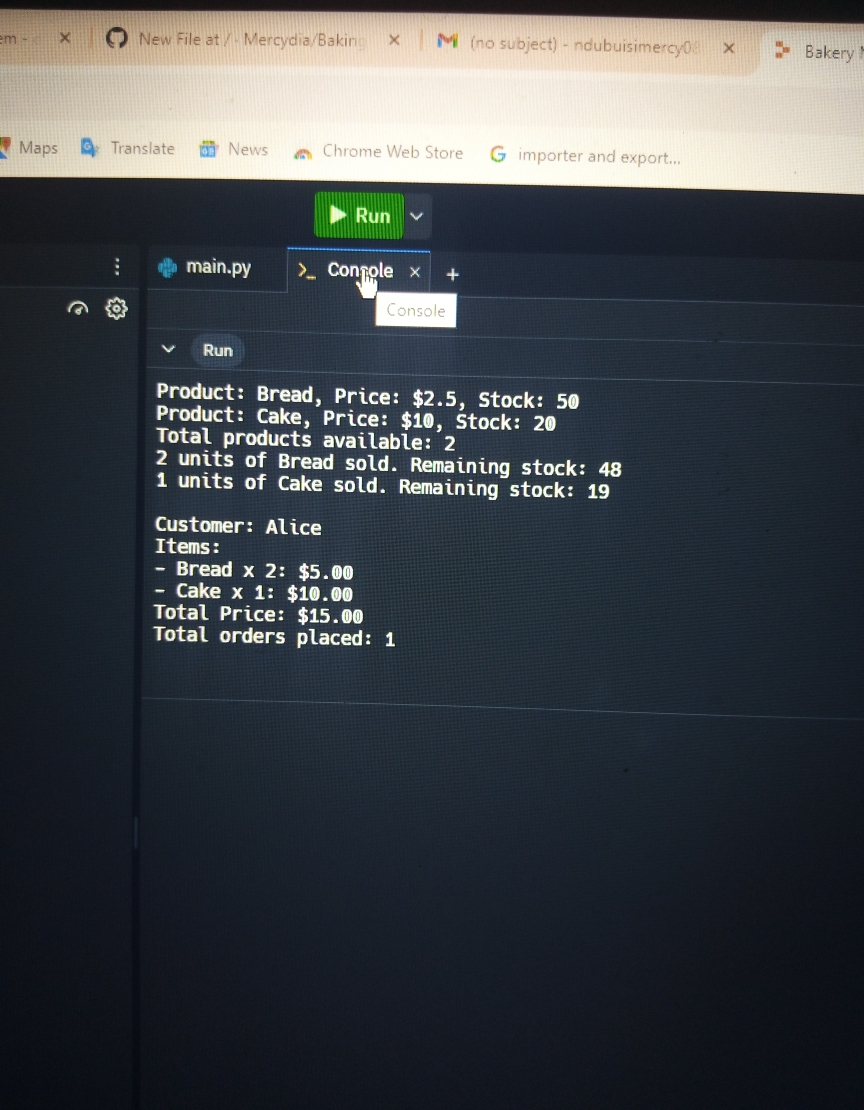 em -
New File at / · Mercydia/Baking
(no subject) - ndubuisimercy0
Bakery
Maps
Translate
News
Chrome Web Store
importer and export...
Run
main.py
Console
Console
Run
Product: Bread, Price: $2.5, Stock: 50
Product: Cake, Price: $10, Stock: 20
Total products available: 2
2 units of Bread sold. Remaining stock: 48
1 units of Cake sold. Remaining stock: 19
Customer: Alice
Items:
- Bread x 2: $5.00
- Cake x 1: $10.00
Total Price: $15.00
Total orders placed: 1